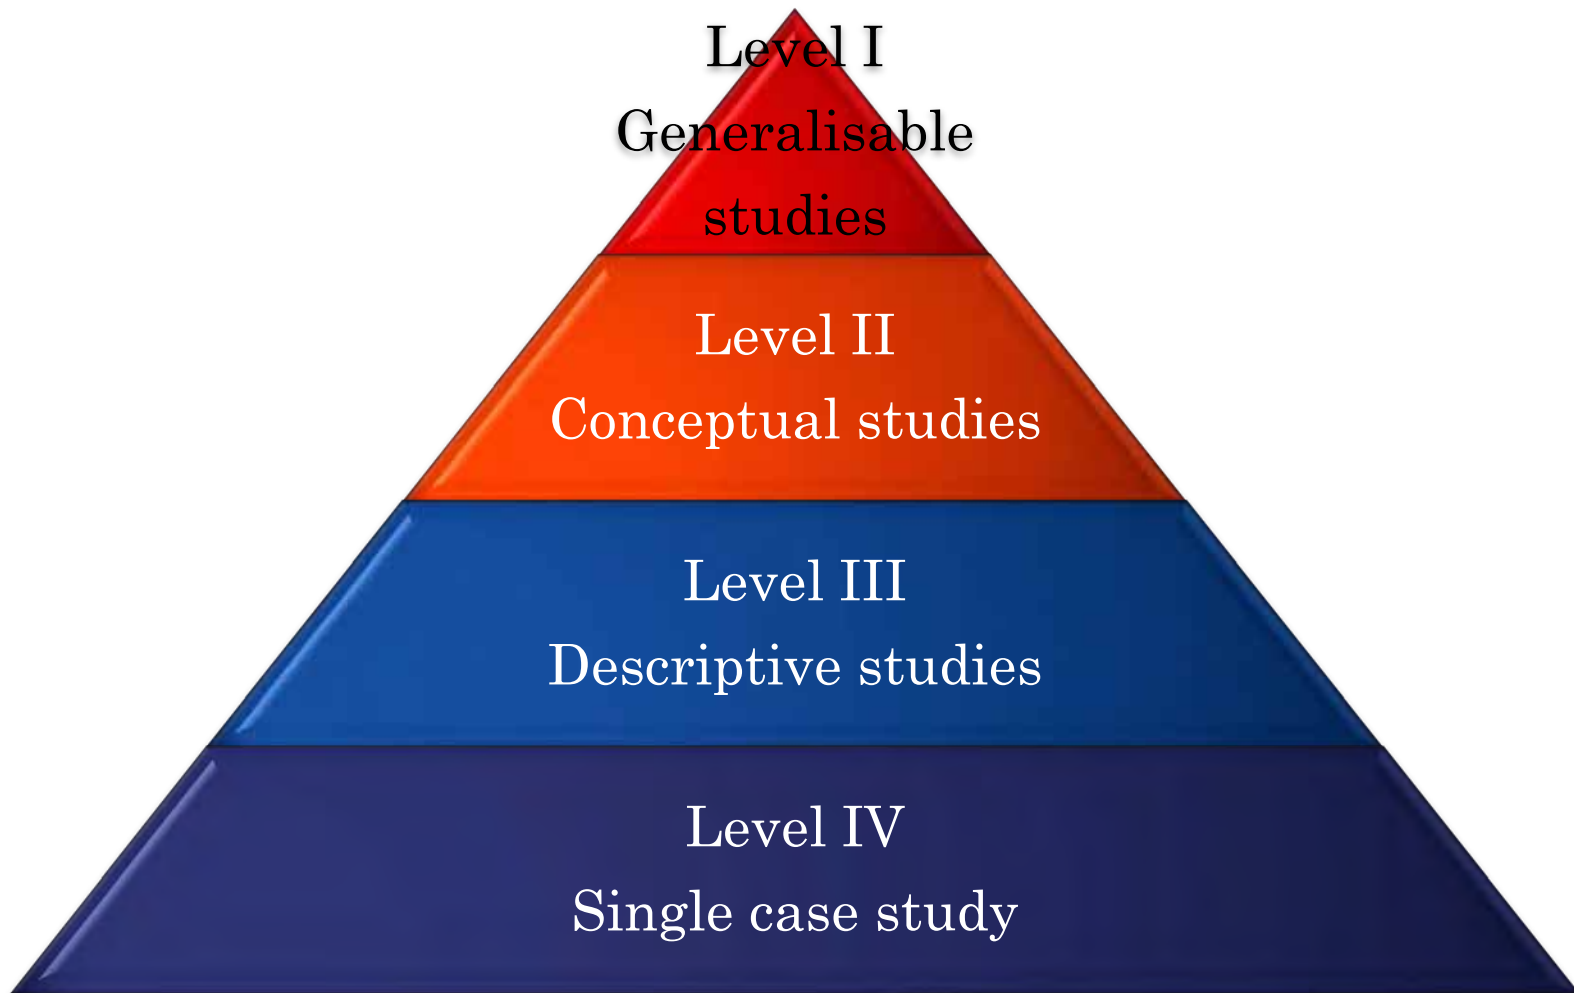 Level I
Generalisable
studies
Level II
Conceptual studies
Level III
Descriptive studies
Level IV
Single case study